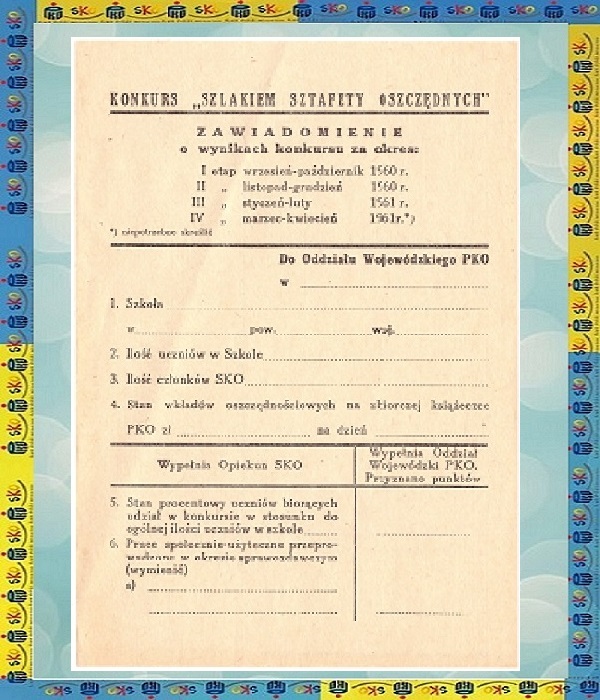 KONKURS „SZLAKIEM SZTAFETY OSZCZĘDNYCH"
ZAWIADOMIENIE
o wynikach konkursu za okres:
I etap wrzesień-październik 1960 r.
II „ listopad-grudzień 1960 r.
III „ styczeń-luty 1961 r.
IV „ marzec-kwiecień 1961r.*)
*) niepotrzebne skreślić
Do Oddziału Wojewódzkiego PKO
w
1. Szkoła
w pow. woj.
2. Ilość uczniów w Szkole
3. Ilość członków SKO
4. Stan wkładów oszczędnościowych na zbiorczej książeczce
PKO zł na dzień
Wypełnia Opiekun SKO
Wypełnia Oddział
Wojewódzki PKO.
Przyznano punktów
5. Stan procentowy uczniów biorących
udział w konkursie w stosunku do
ogólnej ilości uczniów w szkole
6. Prace społecznie-użyteczne przepro-
wadzone w okresie sprawozdawczym
(wymienić)
a)